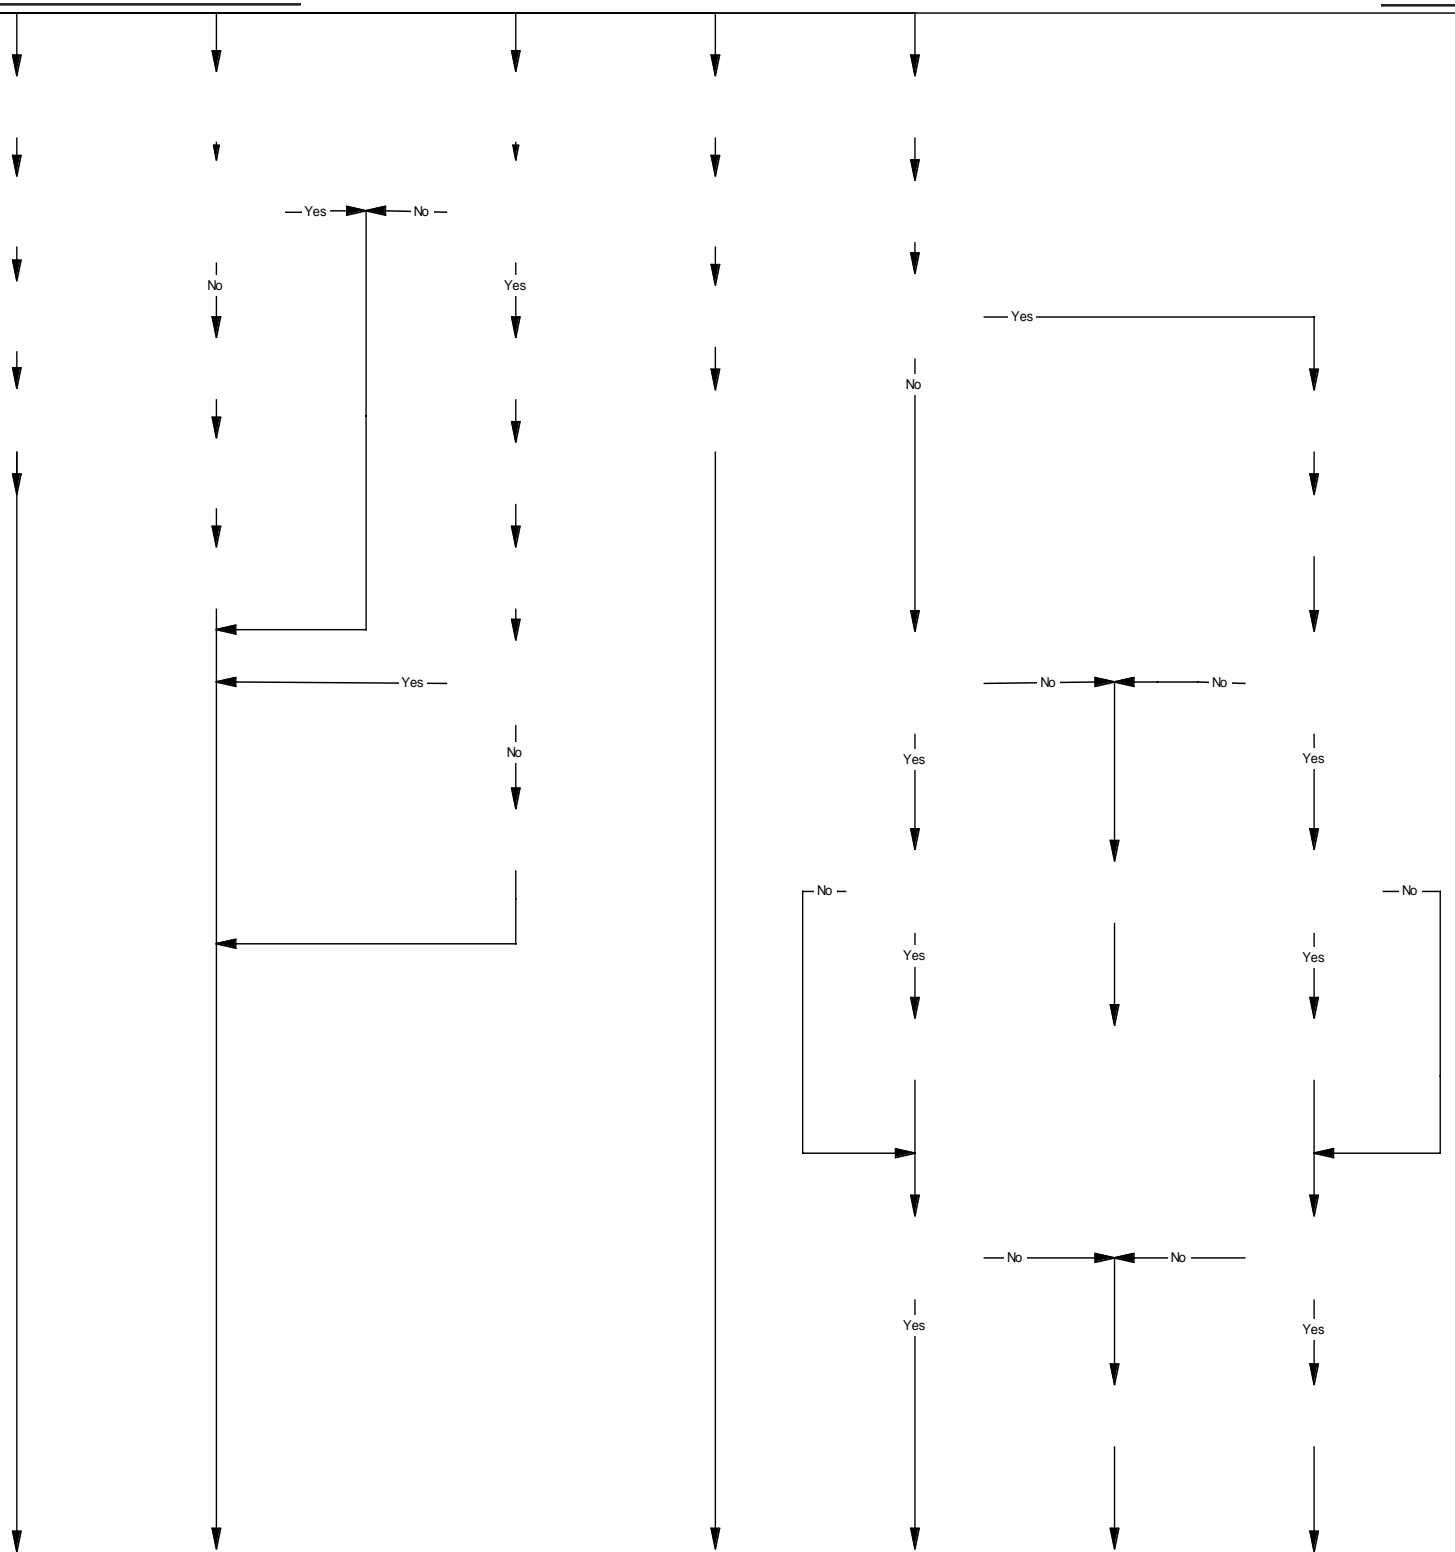 Yes No
No Yes
Yes
No
Yes No No
No Yes Yes
No No
Yes Yes
No No
Yes Yes